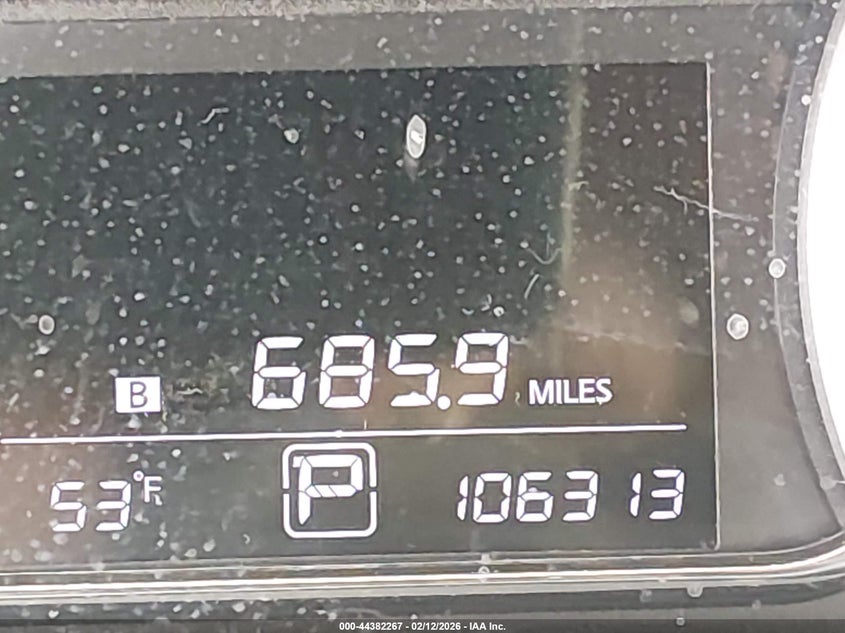 B 685.9 MILES
53°F P 106313
000-44382267 - 02/12/2026 - IAA Inc.